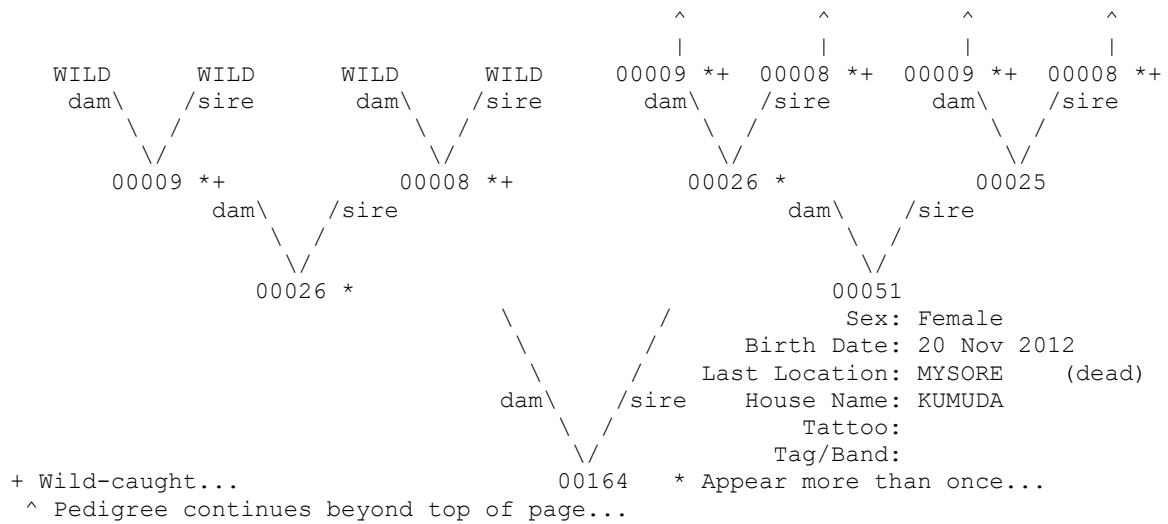 ^ ^ ^ ^
| | | |
WILD WILD WILD WILD 00009 *+ 00008 *+ 00009 *+ 00008 *+
dam\ /sire dam\ /sire dam\ /sire dam\ /sire
\ / \ / \ / \ /
\/ \/ \/ \/
00009 *+ 00008 *+ 00026 * 00025
dam\ /sire dam\ /sire
\ / \ /
\/ \/
00026 * 00051
\ / Sex: Female
\ / Birth Date: 20 Nov 2012
\ / Last Location: MYSORE (dead)
dam\ /sire House Name: KUMUDA
\ / Tattoo:
\/ Tag/Band:
+ Wild-caught... 00164 * Appear more than once...
^ Pedigree continues beyond top of page...